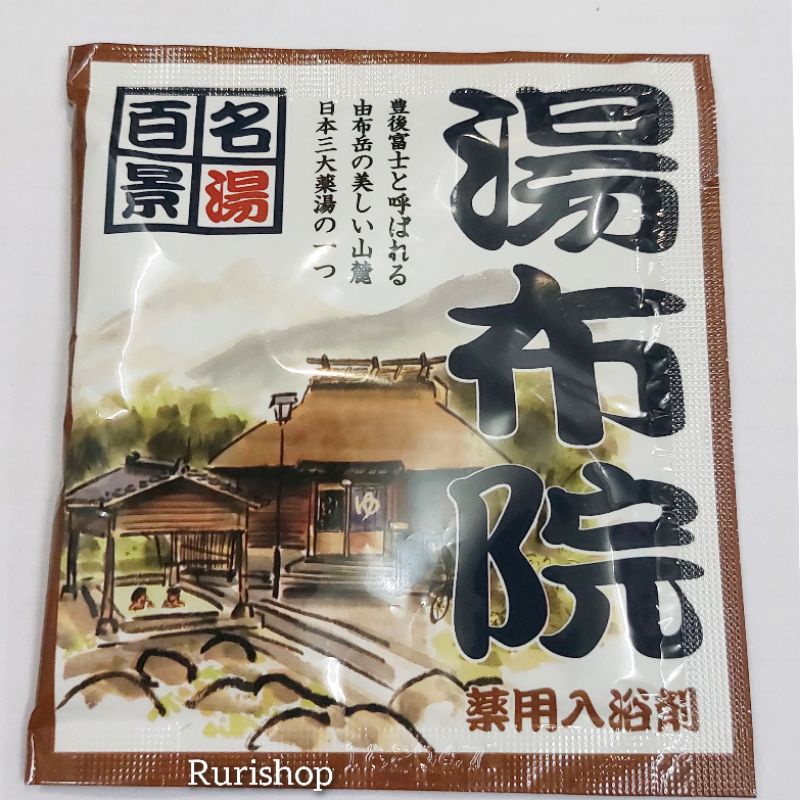 湯布院
豊後富士と呼ばれる
由布岳の美しい山麓
日本三大薬湯の一つ
名湯
百景
ゆ
薬用入浴剤
Rurishop